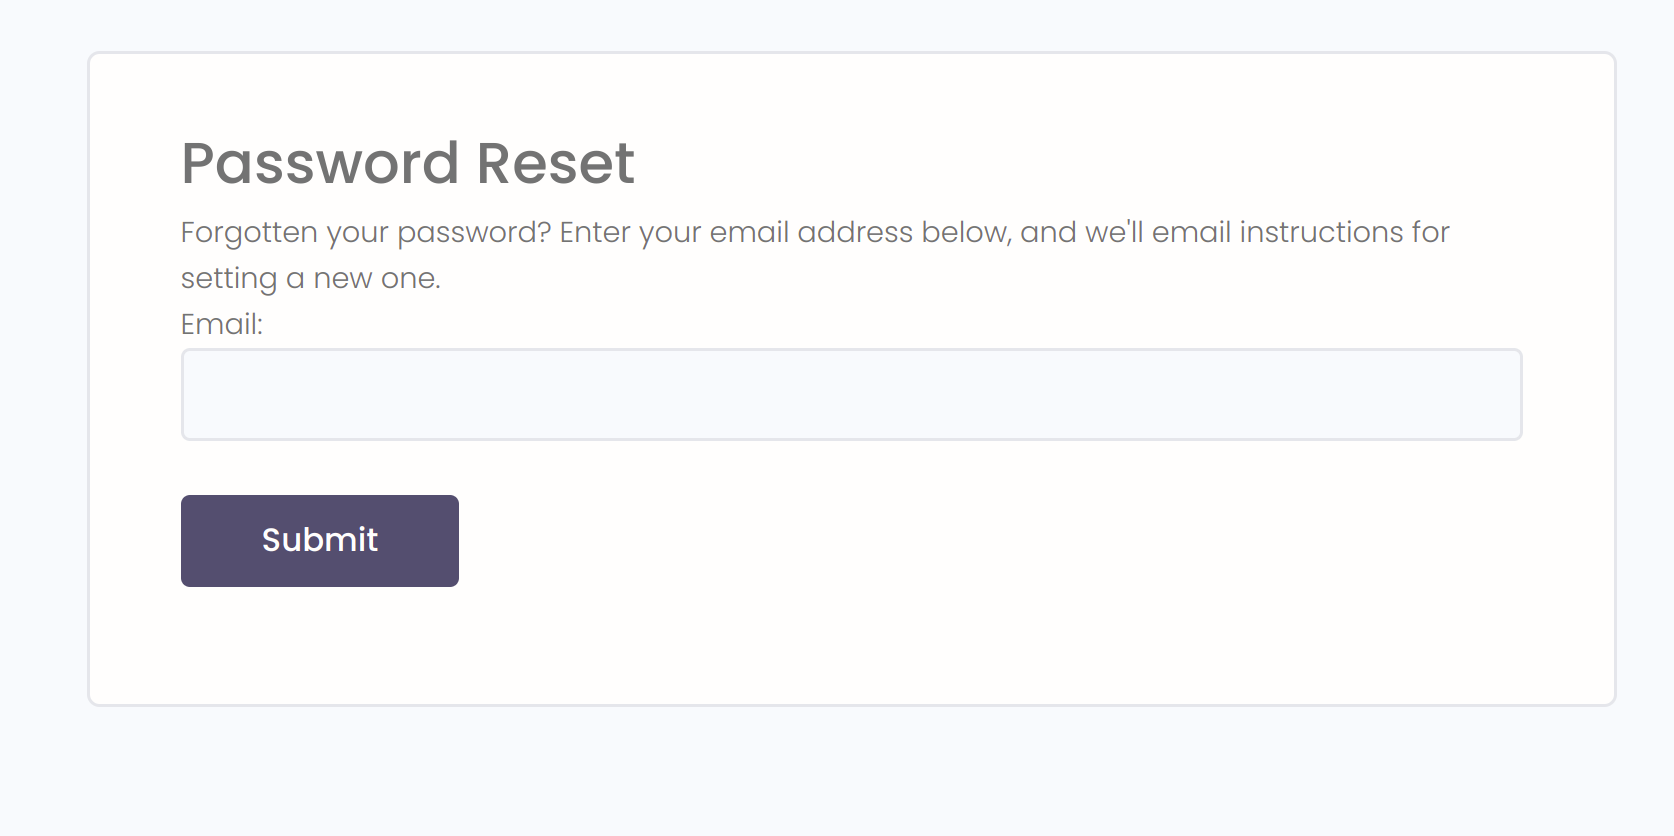 Password Reset
Forgotten your password? Enter your email address below, and we'll email instructions for
setting a new one.
Email:
Submit